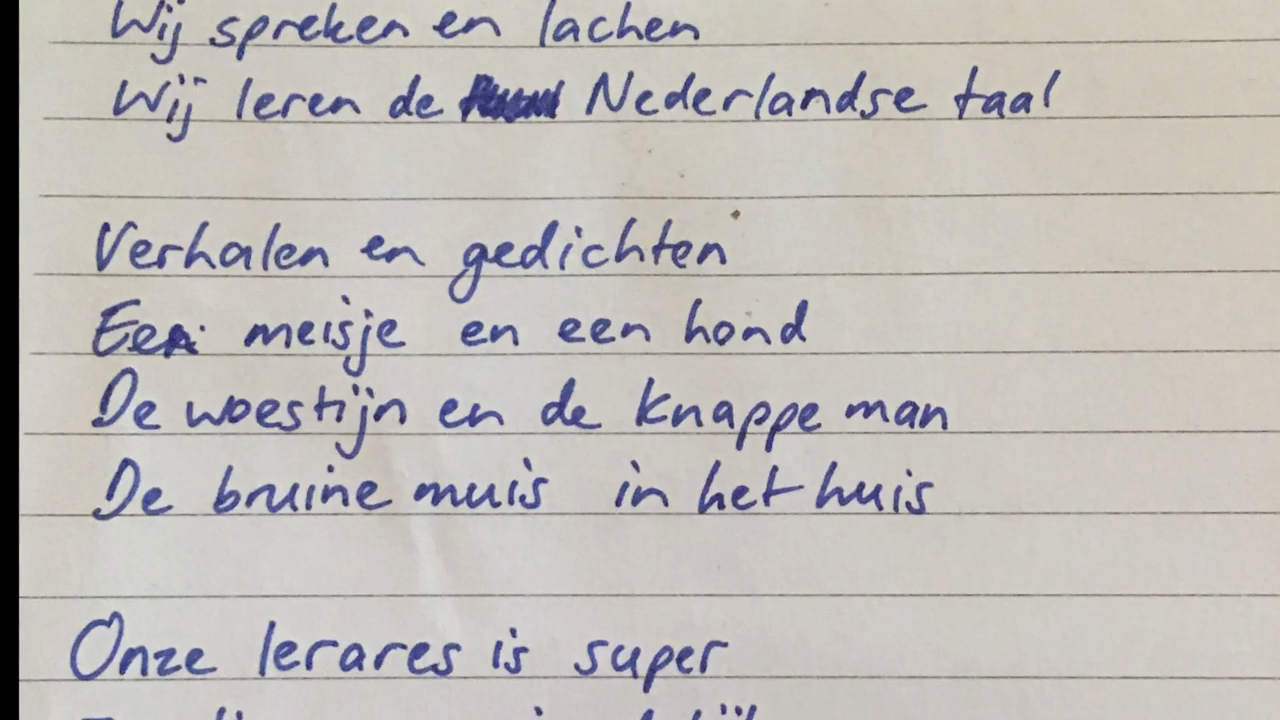 Wij spreken en lachen
Wij leren de Nederlandse taal
Verhalen en gedichten
Een meisje en een hond
De woestijn en de knappe man
De bruine muis in het huis
Onze lerares is super